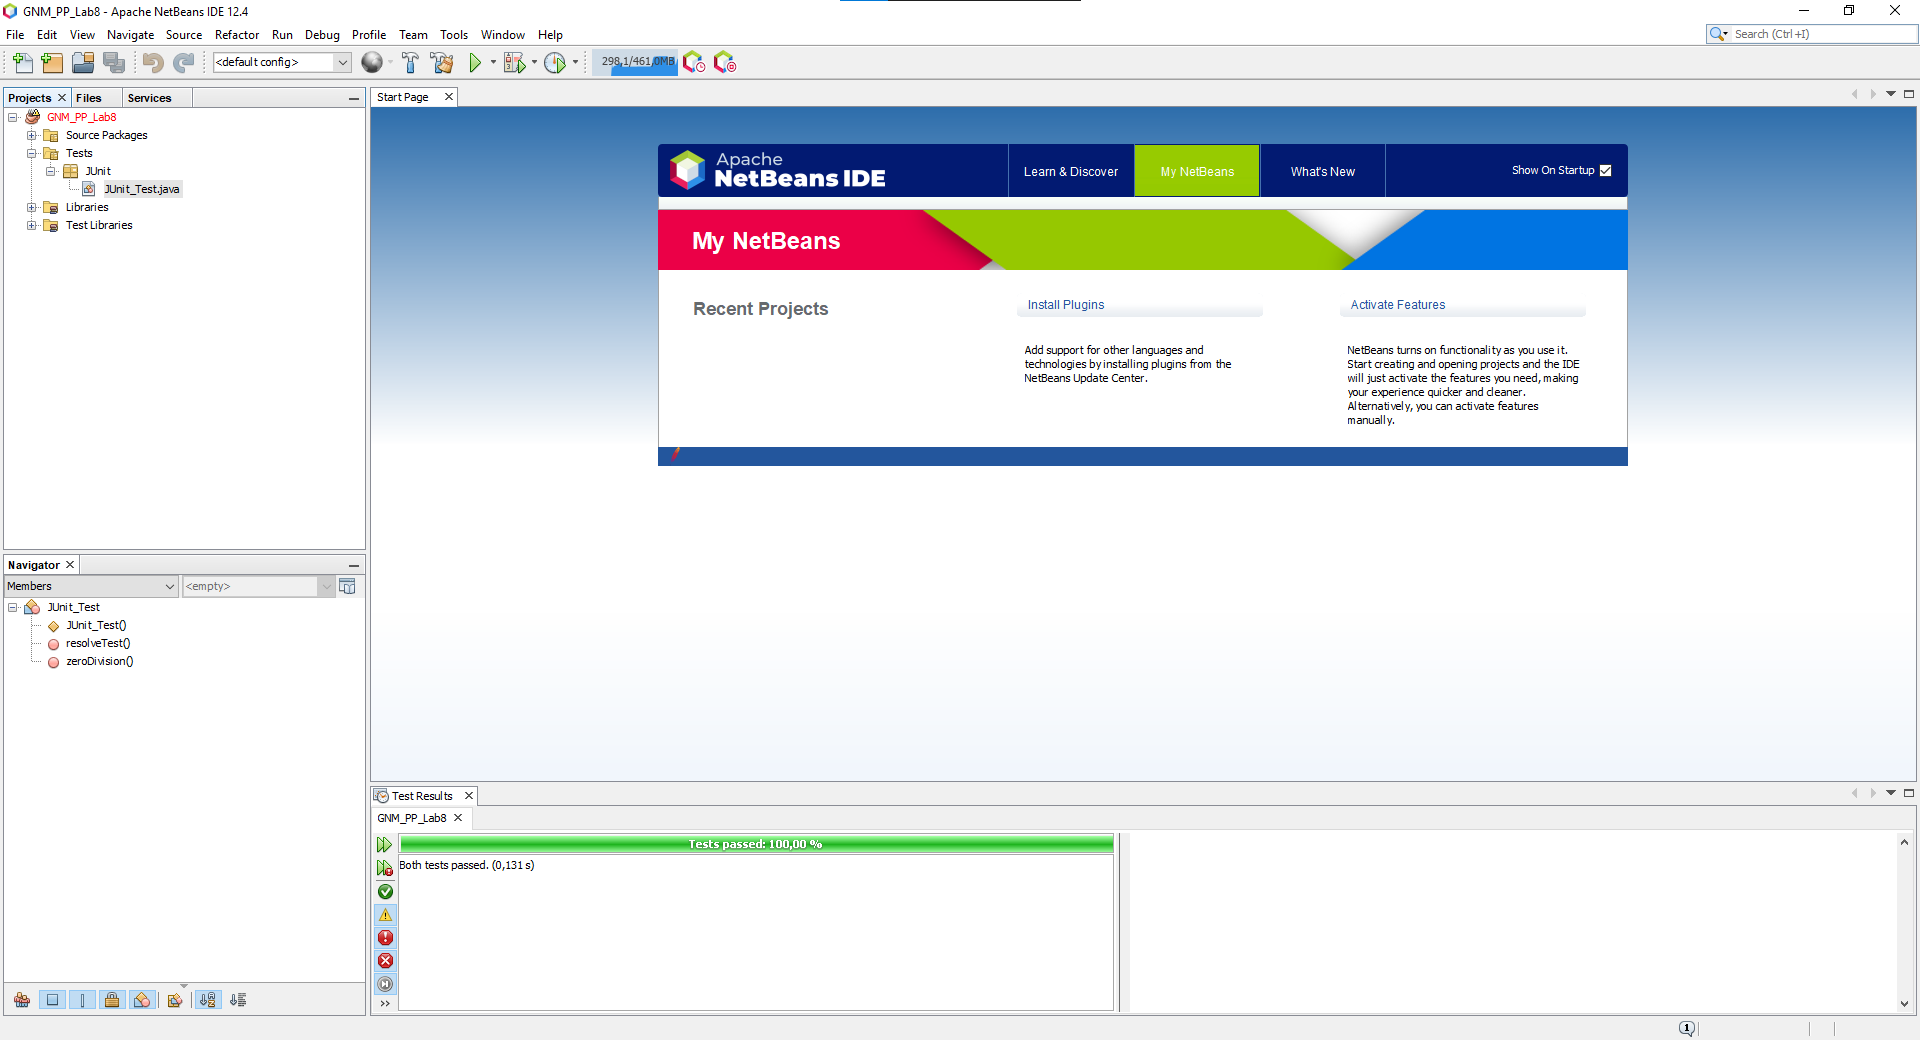 GNM_PP_Lab8 - Apache NetBeans IDE 12.4
File Edit View Navigate Source Refactor Run Debug Profile Team Tools Window Help
Search (Ctrl+I)
<default config>
298,1/461,0MB
Projects Files Services
Start Page
GNM_PP_Lab8
Source Packages
Tests
JUnit
JUnit_Test.java
Libraries
Test Libraries
Apache
NetBeans IDE
Learn & Discover
My NetBeans
What's New
Show On Startup
My NetBeans
Recent Projects
Install Plugins
Add support for other languages and
technologies by installing plugins from the
NetBeans Update Center.
Activate Features
NetBeans turns on functionality as you use it.
Start creating and opening projects and the IDE
will just activate the features you need, making
your experience quicker and cleaner.
Alternatively, you can activate features
manually.
Navigator
Members
<empty>
JUnit_Test
JUnit_Test()
resolveTest()
zeroDivision()
Test Results
GNM_PP_Lab8
Tests passed: 100,00 %
Both tests passed. (0,131 s)
1